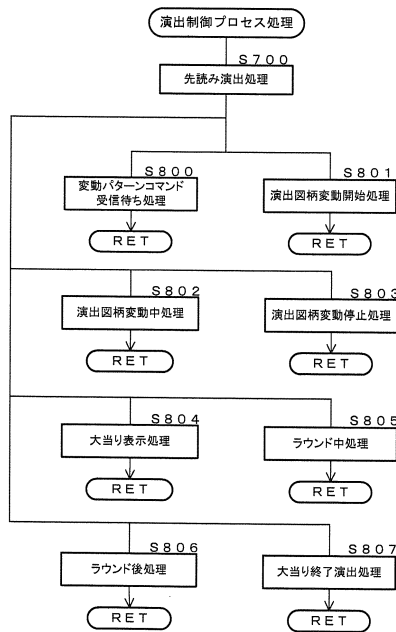 演出制御プロセス処理
S700
先読み演出処理
S800
変動パターンコマンド
受信待ち処理
RET
S801
演出図柄変動開始処理
RET
S802
演出図柄変動中処理
RET
S803
演出図柄変動停止処理
RET
S804
大当り表示処理
RET
S805
ラウンド中処理
RET
S806
ラウンド後処理
RET
S807
大当り終了演出処理
RET